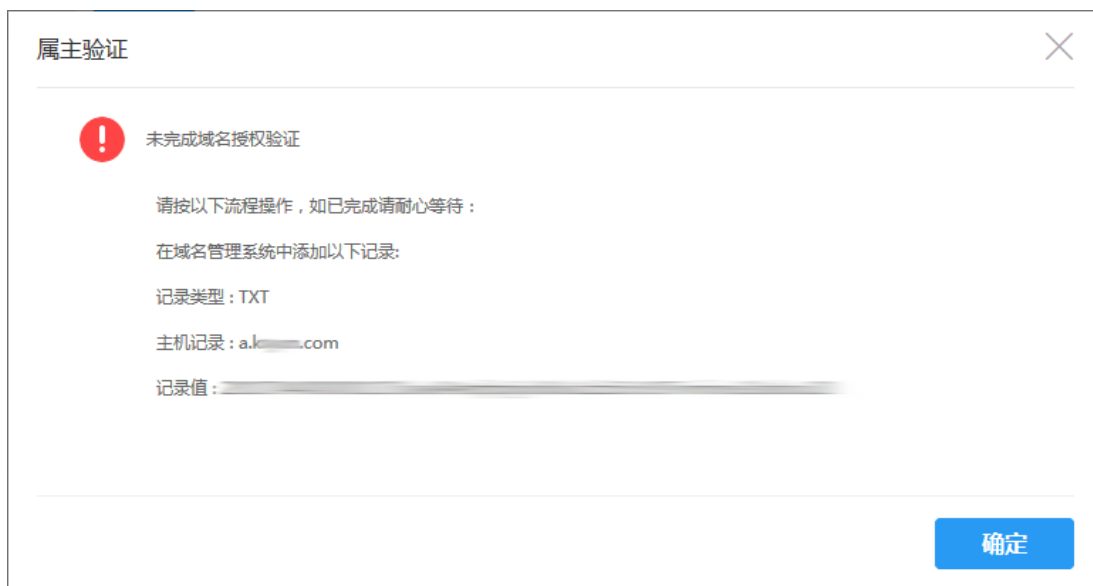 属主验证
未完成域名授权验证
请按以下流程操作，如已完成请耐心等待：
在域名管理系统中添加以下记录:
记录类型：TXT
主机记录：a.k .com
记录值：
确定